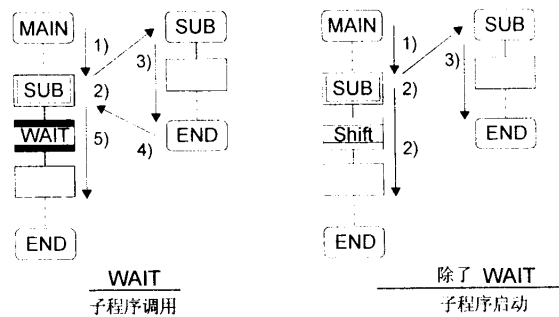 MAIN
1)
SUB
2)
3)
SUB
WAIT
5)
4)
END
END
WAIT
子程序调用
MAIN
1)
SUB
3)
SUB
2)
Shift
2)
END
END
除了 WAIT
子程序启动